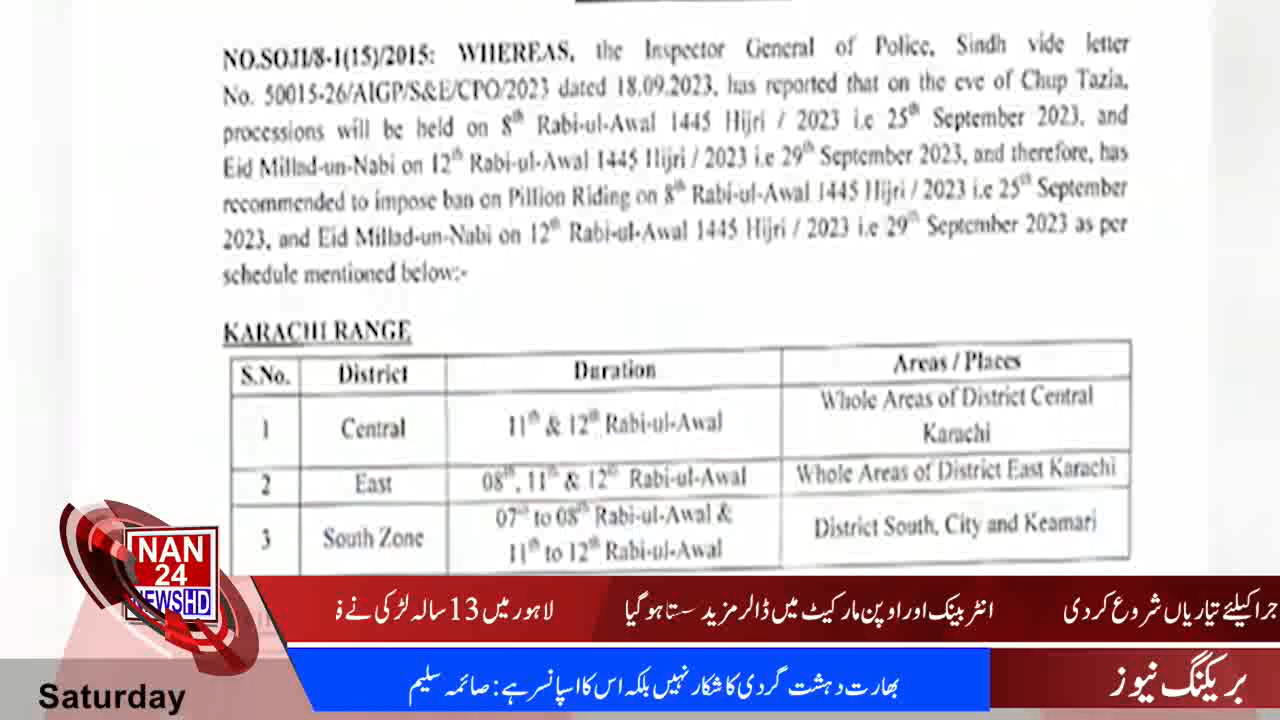 NO.SOJI/8-1(15)/2015: WHEREAS, the Inspector General of Police, Sindh vide letter
No. 50015-26/AIGP/S&E/CPO/2023 dated 18.09.2023, has reported that on the eve of Chup Tazia,
processions will be held on 8th Rabi-ul-Awal 1445 Hijri / 2023 i.e 25th September 2023, and
Eid Millad-un-Nabi on 12th Rabi-ul-Awal 1445 Hijri / 2023 i.e 29th September 2023, and therefore, has
recommended to impose ban on Pillion Riding on 8th Rabi-ul-Awal 1445 Hijri / 2023 i.e 25th September
2023, and Eid Millad-un-Nabi on 12th Rabi-ul-Awal 1445 Hijri / 2023 i.e 29th September 2023 as per
schedule mentioned below:-
KARACHI RANGE
S.No. District Duration Areas / Places
1 Central 11th & 12th Rabi-ul-Awal Whole Areas of District Central
Karachi
2 East 08th, 11th & 12th Rabi-ul-Awal Whole Areas of District East Karachi
3 South Zone 07th to 08th Rabi-ul-Awal &
11th to 12th Rabi-ul-Awal District South, City and Keamari
NAN
24
NEWSHD
جراکیلئے تیاریاں شروع کردی
انٹربینک اور اوپن مارکیٹ میں ڈالر مزید سستا ہوگیا
لاہور میں 13 سالہ لڑکی نے ف
بریکنگ نیوز
بھارت دہشت گردی کا شکار نہیں بلکہ اس کا اسپانسر ہے : صائمہ سلیم
Saturday